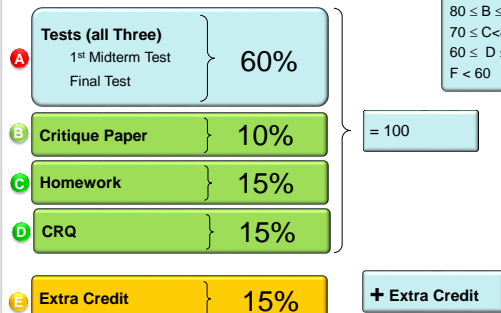 80 ≤ B ≤
70 ≤ C<
60 ≤ D
F < 60
A
Tests (all Three)
1st Midterm Test
Final Test
60%
B
Critique Paper
10%
= 100
C
Homework
15%
D
CRQ
15%
E
Extra Credit
15%
+ Extra Credit